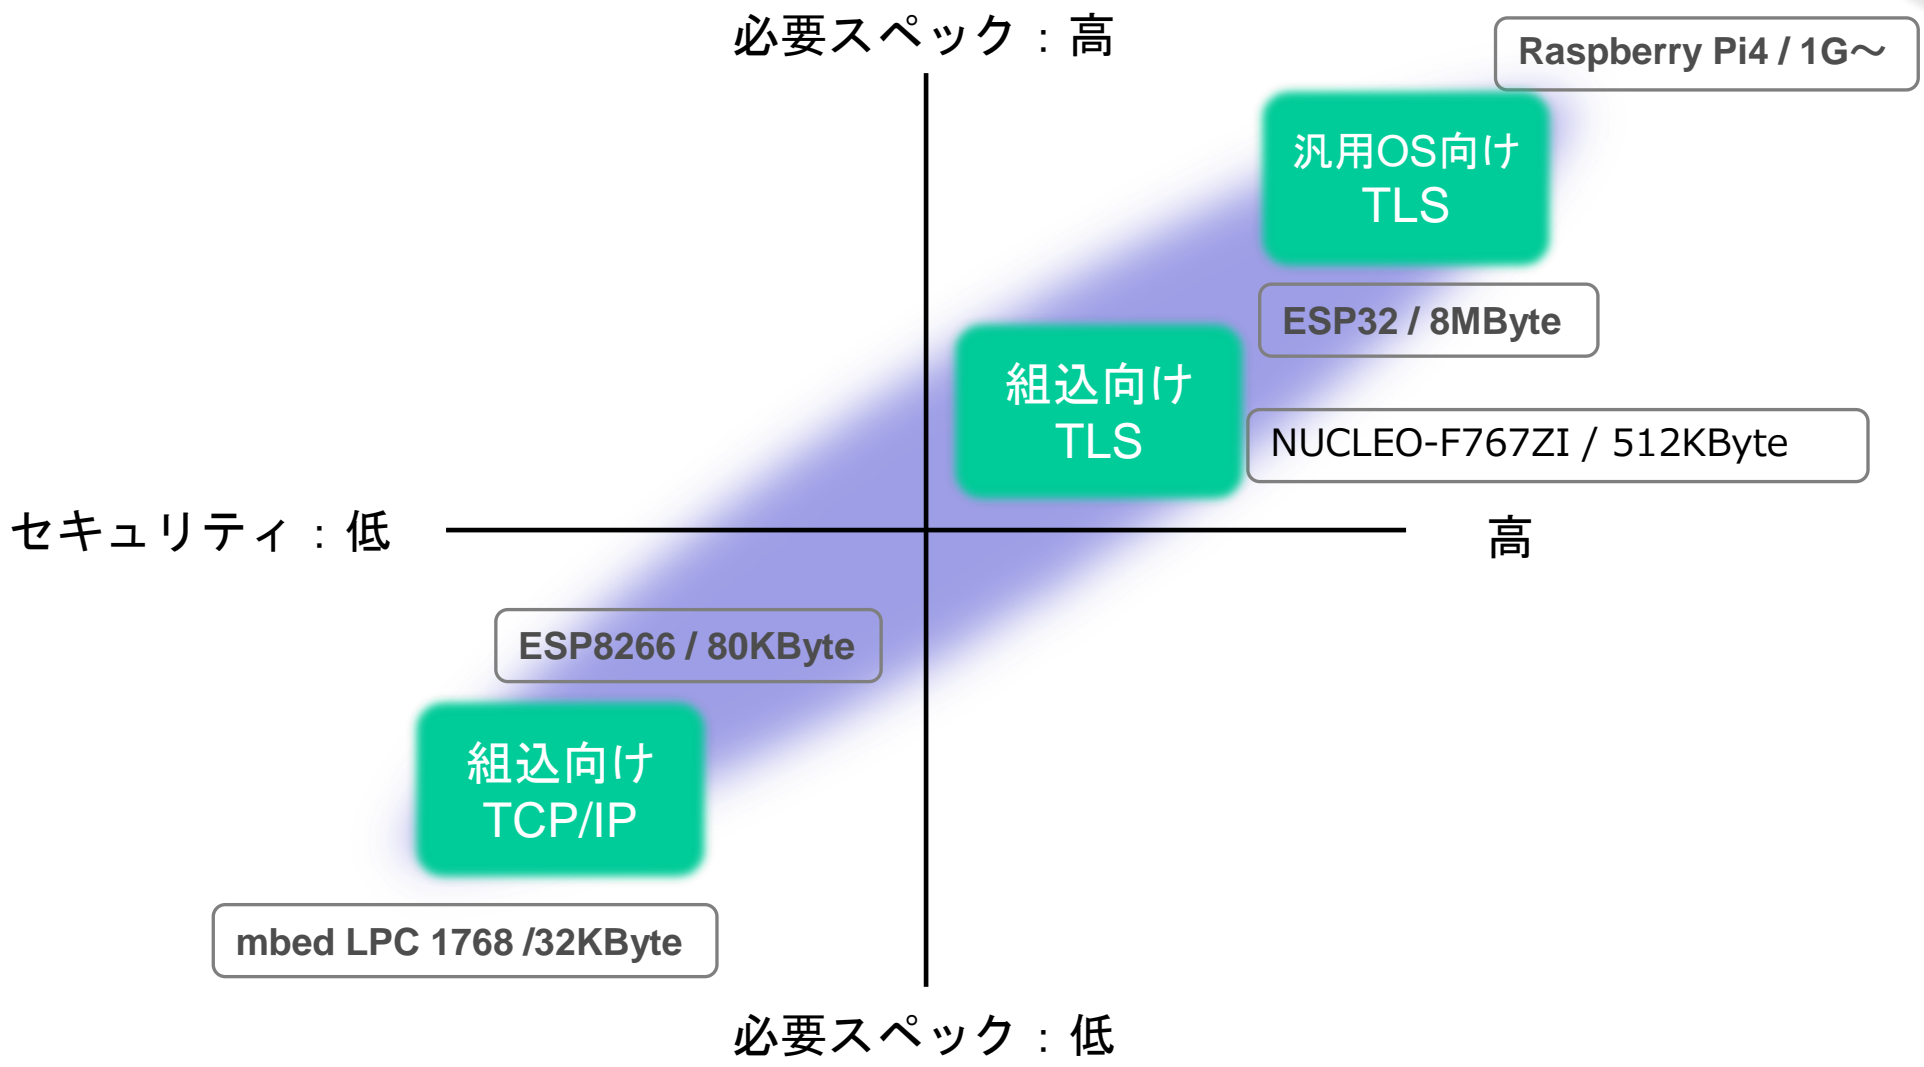 必要スペック：高
Raspberry Pi4 / 1G～
汎用OS向け
TLS
ESP32 / 8MByte
組込向け
TLS
NUCLEO-F767ZI / 512KByte
セキュリティ：低
高
ESP8266 / 80KByte
組込向け
TCP/IP
mbed LPC 1768 /32KByte
必要スペック：低